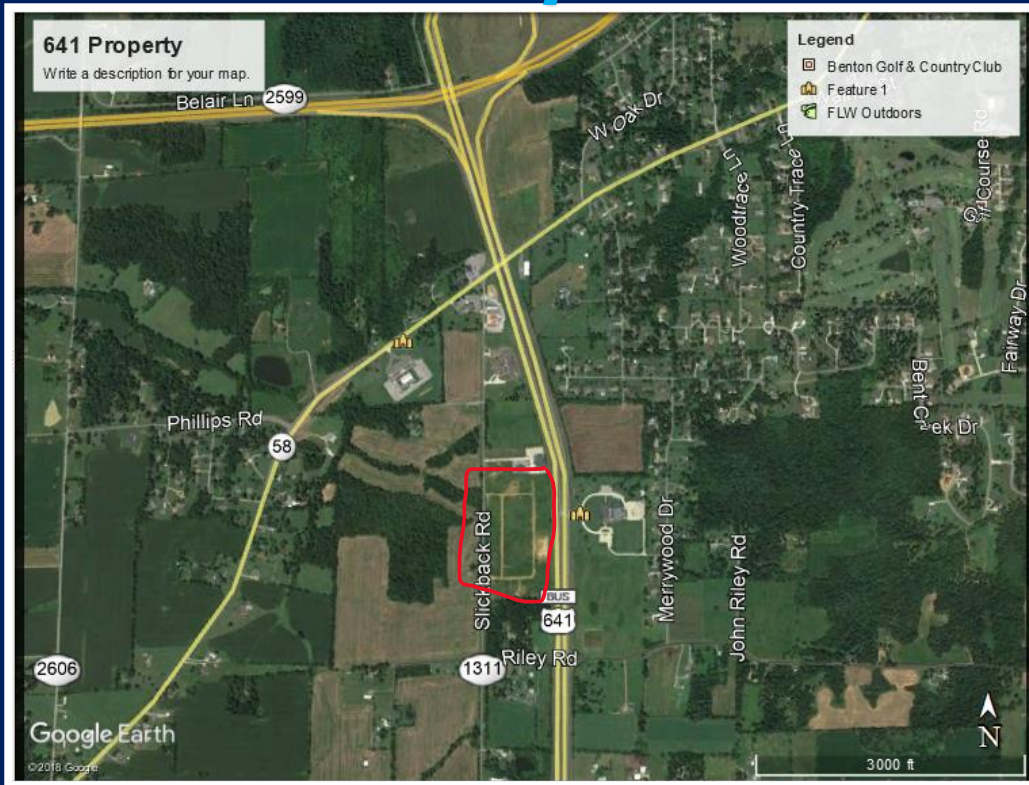 641 Property
Write a description for your map.
Legend
Benton Golf & Country Club
Feature 1
FLW Outdoors
Belair Ln
2599
W Oak Dr
Woodtrace Ln
Country Trace Ln
Golf Course Rd
Fairway Dr
Phillips Rd
58
Bent Creek Dr
Slickback Rd
Merrywood Dr
John Riley Rd
BUS
641
2606
1311
Riley Rd
Google Earth
©2018 Google
N
3000 ft